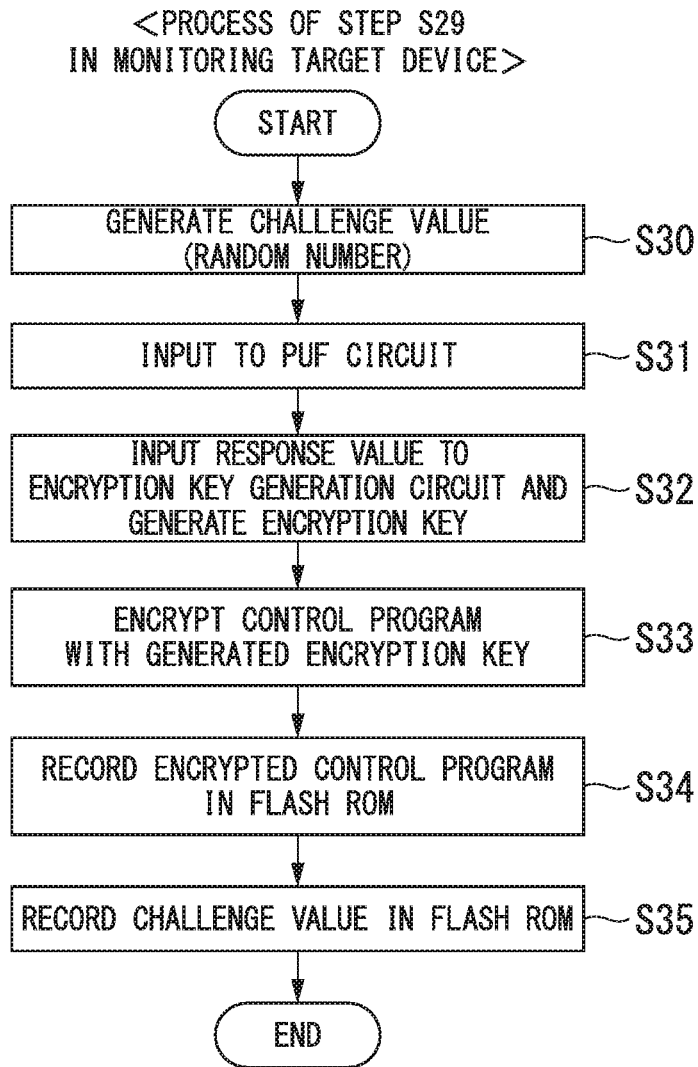 <PROCESS OF STEP S29
IN MONITORING TARGET DEVICE>
START
GENERATE CHALLENGE VALUE
(RANDOM NUMBER)
S30
INPUT TO PUF CIRCUIT
S31
INPUT RESPONSE VALUE TO
ENCRYPTION KEY GENERATION CIRCUIT AND
GENERATE ENCRYPTION KEY
S32
ENCRYPT CONTROL PROGRAM
WITH GENERATED ENCRYPTION KEY
S33
RECORD ENCRYPTED CONTROL PROGRAM
IN FLASH ROM
S34
RECORD CHALLENGE VALUE IN FLASH ROM
S35
END